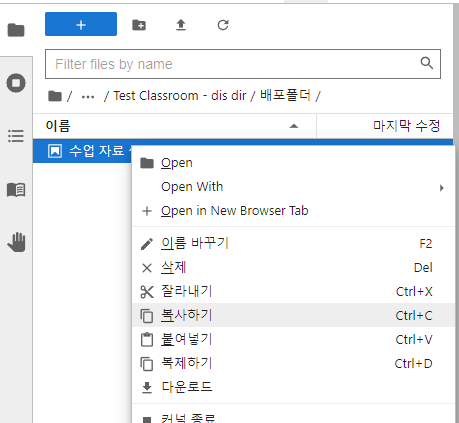 +
Filter files by name
/ ··· / Test Classroom - dis dir / 배포폴더 /
이름 마지막 수정
수업 자료
Open
Open With
Open in New Browser Tab
이름 바꾸기 F2
삭제 Del
잘라내기 Ctrl+X
복사하기 Ctrl+C
붙여넣기 Ctrl+V
복제하기 Ctrl+D
다운로드
커널 종료